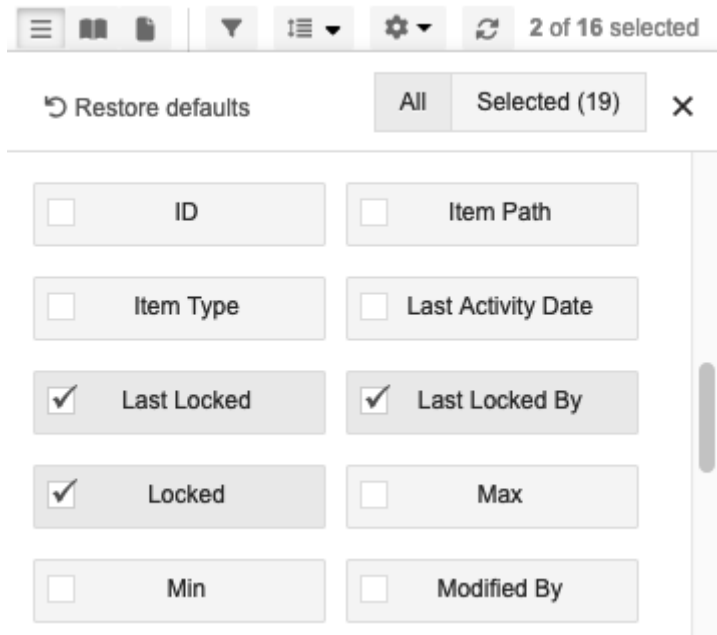 2 of 16 selected
Restore defaults
All
Selected (19)
ID
Item Path
Item Type
Last Activity Date
Last Locked
Last Locked By
Locked
Max
Min
Modified By